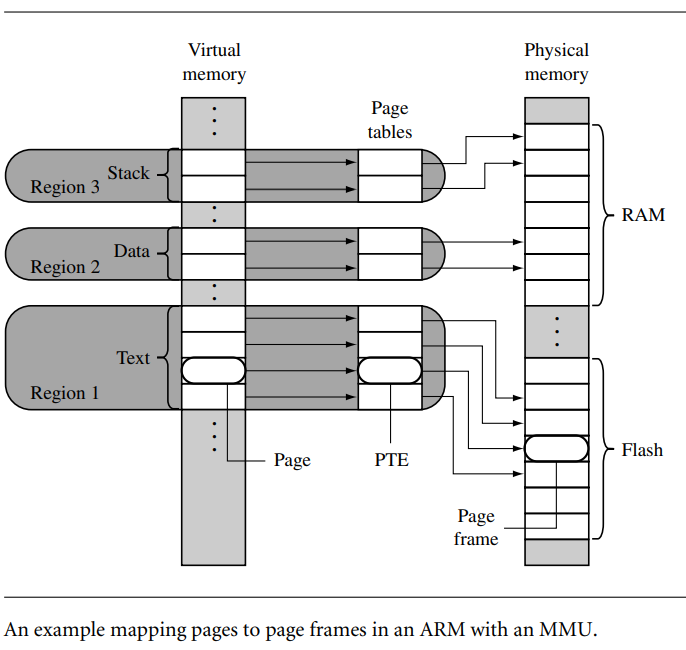 Virtual
memory
Physical
memory
Page
tables
Stack
Region 3
RAM
Data
Region 2
Text
Region 1
Page
PTE
Flash
Page
frame
An example mapping pages to page frames in an ARM with an MMU.